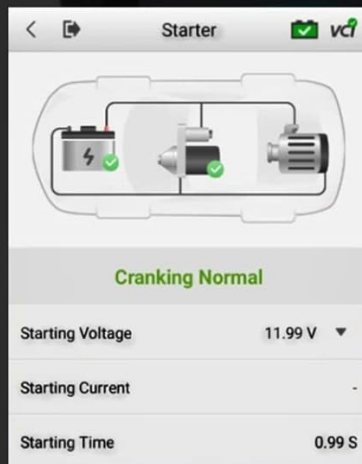 Starter
vci
Cranking Normal
Starting Voltage 11.99 V
Starting Current -
Starting Time 0.99 S